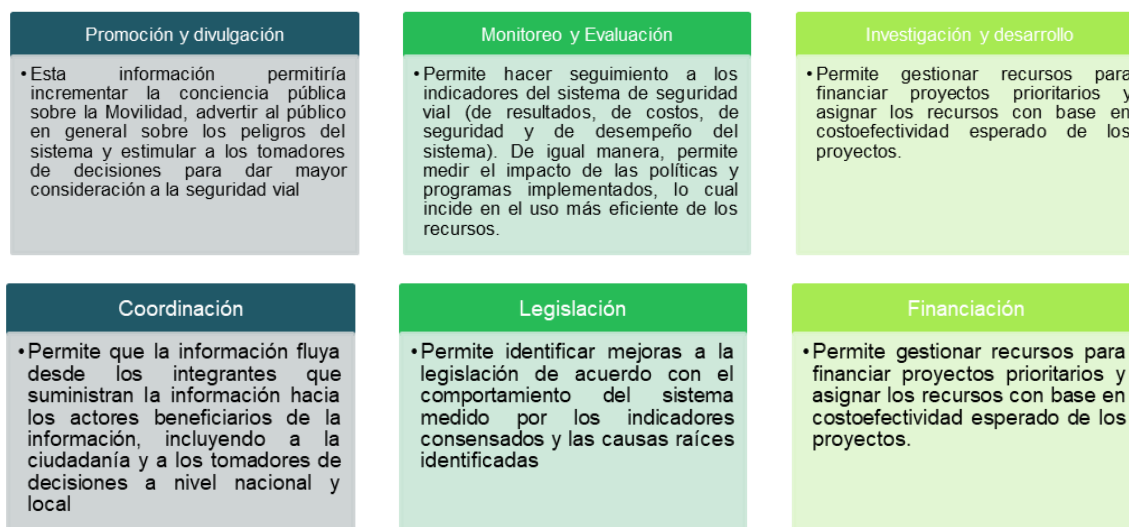 Promoción y divulgación
• Esta información permitiría
incrementar la conciencia pública
sobre la Movilidad, advertir al público
en general sobre los peligros del
sistema y estimular a los tomadores
de decisiones para dar mayor
consideración a la seguridad vial
Monitoreo y Evaluación
• Permite hacer seguimiento a los
indicadores del sistema de seguridad
vial (de resultados, de costos, de
seguridad y de desempeño del
sistema). De igual manera, permite
medir el impacto de las políticas y
programas implementados, lo cual
incide en el uso más eficiente de los
recursos.
Investigación y desarrollo
• Permite gestionar recursos para
financiar proyectos prioritarios y
asignar los recursos con base en
costoefectividad esperado de los
proyectos.
Coordinación
• Permite que la información fluya
desde los integrantes que
suministran la información hacia
los actores beneficiarios de la
información, incluyendo a la
ciudadanía y a los tomadores de
decisiones a nivel nacional y
local
Legislación
• Permite identificar mejoras a la
legislación de acuerdo con el
comportamiento del sistema
medido por los indicadores
consensados y las causas raíces
identificadas
Financiación
• Permite gestionar recursos para
financiar proyectos prioritarios y
asignar los recursos con base en
costoefectividad esperado de los
proyectos.